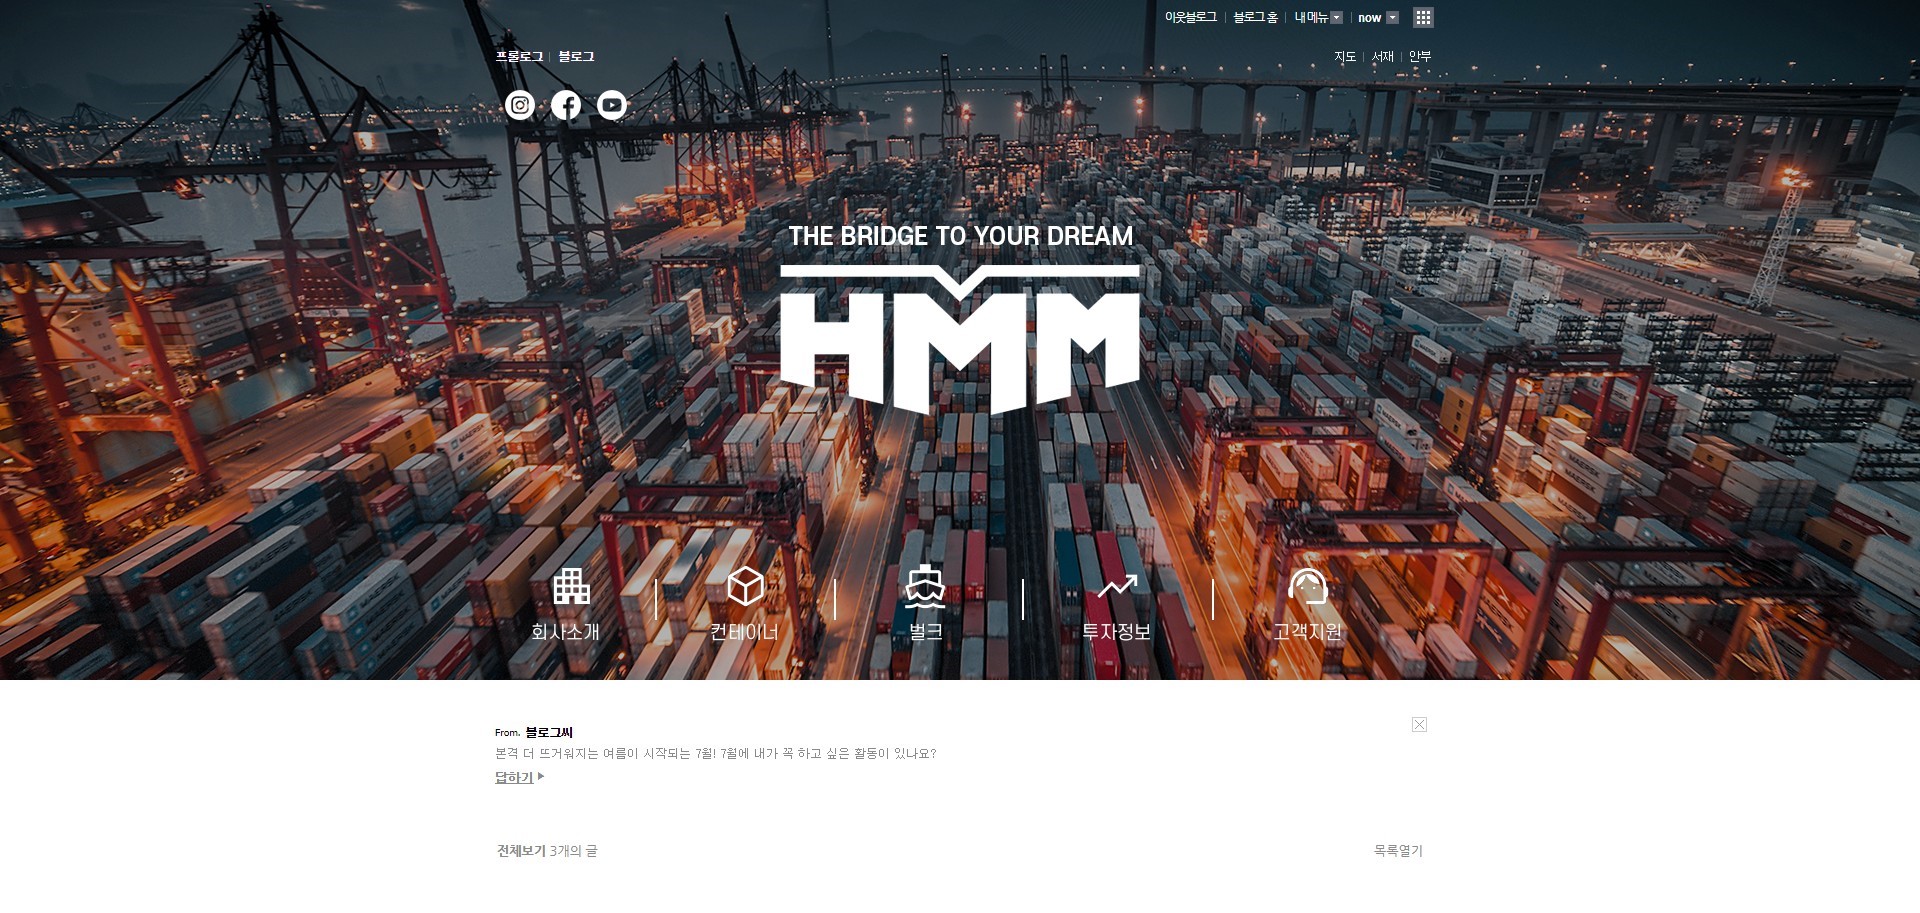 이웃블로그 블로그 홈 내 메뉴 now
프롤로그 블로그 지도 서재 안부
THE BRIDGE TO YOUR DREAM
HMM
회사소개 컨테이너 벌크 투자정보 고객지원
From. 블로그씨
본격 더 뜨거워지는 여름이 시작되는 7월! 7월에 내가 꼭 하고 싶은 활동이 있나요?
답하기
전체보기 3개의 글 목록열기